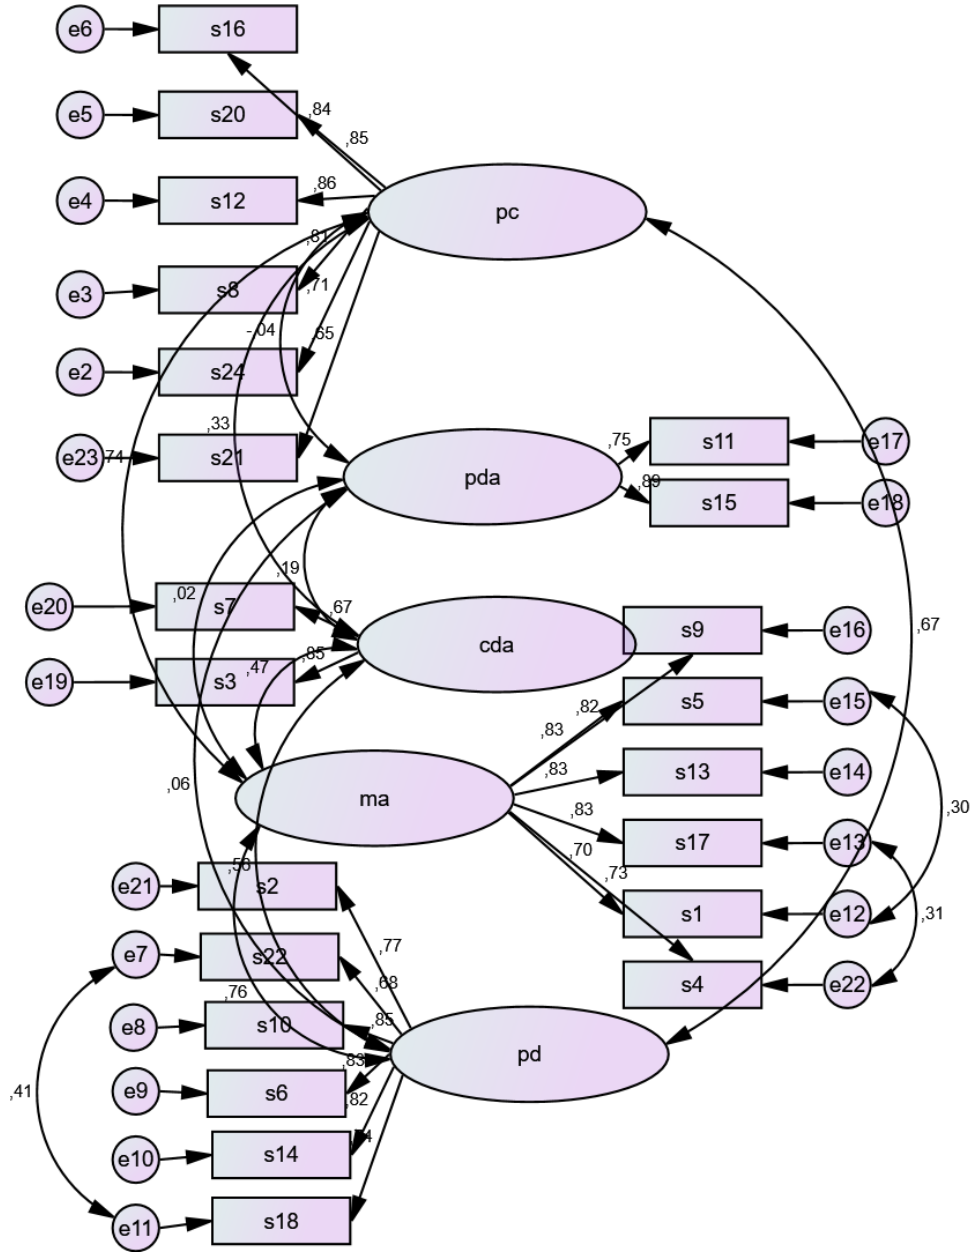 e6
s16
e5
s20
,84
,85
e4
s12
,86
pc
,81
e3
s8
,71
-,04
,65
e2
s24
,33
e23
,74
s21
pda
,75
s11
e17
,89
s15
e18
,19
e20
,02
s7
,67
cda
s9
e16
,67
e19
s3
,47
,85
,82
s5
e15
,83
,83
s13
e14
,06
ma
,30
,83
s17
e13
,70
,73
e21
,56
s2
s1
e12
,31
,77
e7
s22
,68
s4
e22
,76
e8
s10
,85
pd
,83
e9
s6
,82
,41
e10
s14
e11
s18